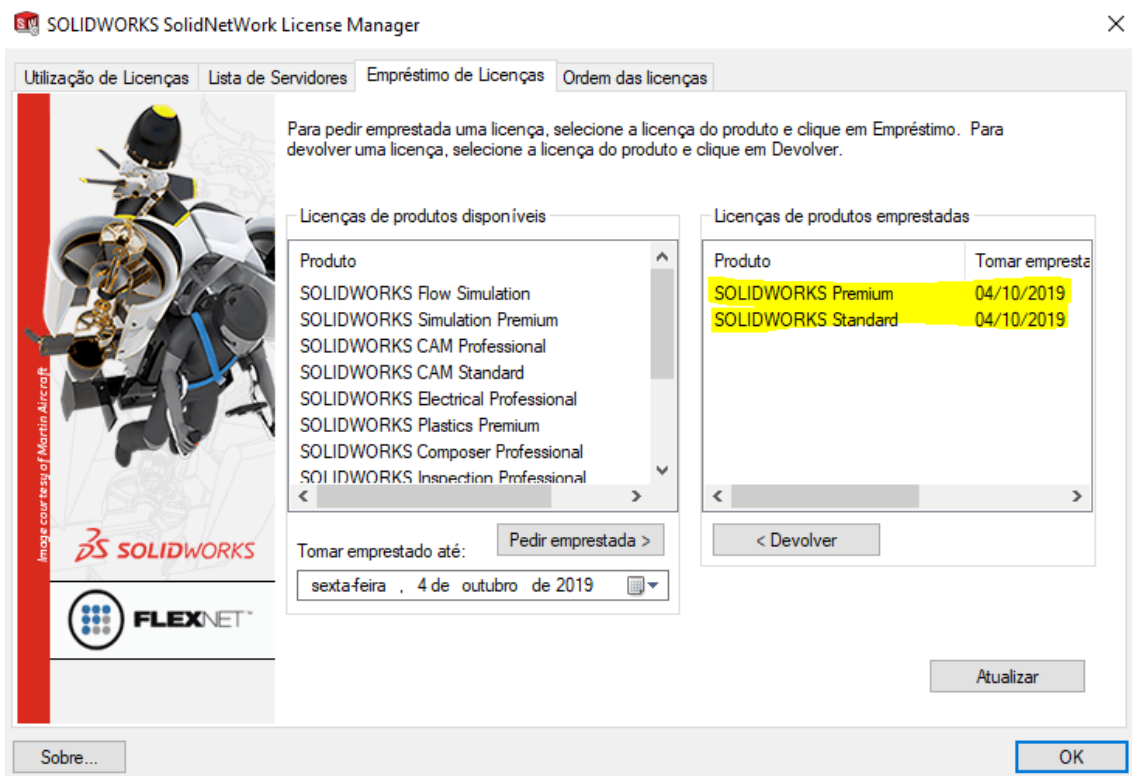 SOLIDWORKS SolidNetWork License Manager
Utilização de Licenças Lista de Servidores Empréstimo de Licenças Ordem das licenças
Para pedir emprestada uma licença, selecione a licença do produto e clique em Empréstimo. Para
devolver uma licença, selecione a licença do produto e clique em Devolver.
Licenças de produtos disponíveis
Produto
SOLIDWORKS Flow Simulation
SOLIDWORKS Simulation Premium
SOLIDWORKS CAM Professional
SOLIDWORKS CAM Standard
SOLIDWORKS Electrical Professional
SOLIDWORKS Plastics Premium
SOLIDWORKS Composer Professional
SOLIDWORKS Inspection Professional
Tomar emprestado até:
Pedir emprestada >
sexta-feira , 4 de outubro de 2019
Licenças de produtos emprestadas
Produto Tomar empresta
SOLIDWORKS Premium 04/10/2019
SOLIDWORKS Standard 04/10/2019
< Devolver
Image courtesy of Martin Aircraft
SOLIDWORKS
FLEXNET
Atualizar
Sobre...
OK